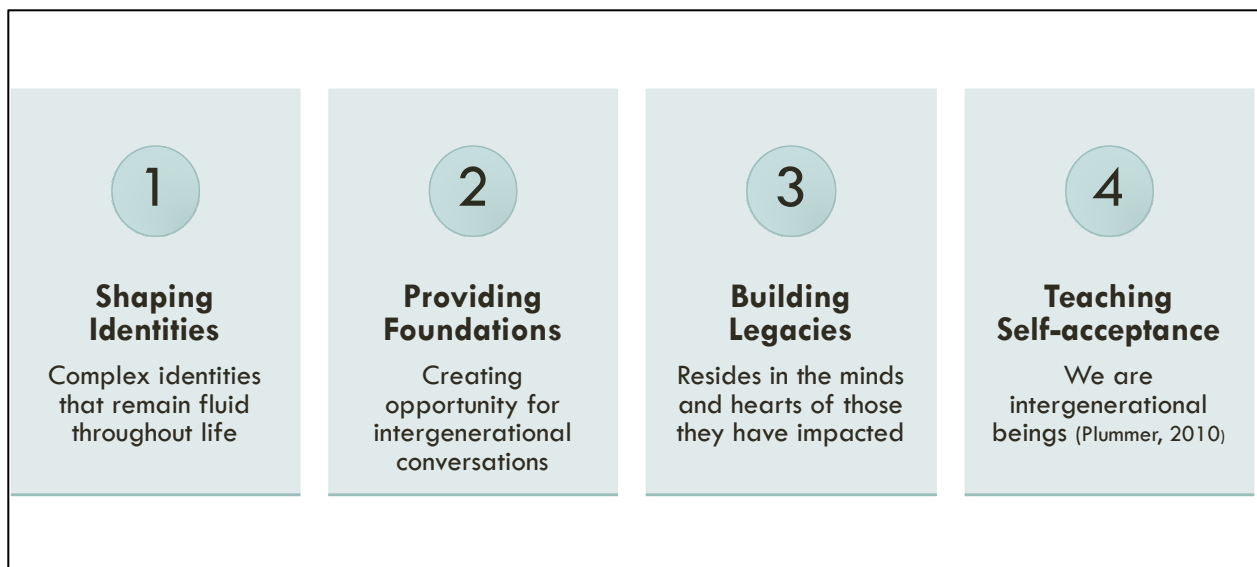 1
Shaping
Identities
Complex identities
that remain fluid
throughout life
2
Providing
Foundations
Creating
opportunity for
intergenerational
conversations
3
Building
Legacies
Resides in the minds
and hearts of those
they have impacted
4
Teaching
Self-acceptance
We are
intergenerational
beings (Plummer, 2010)